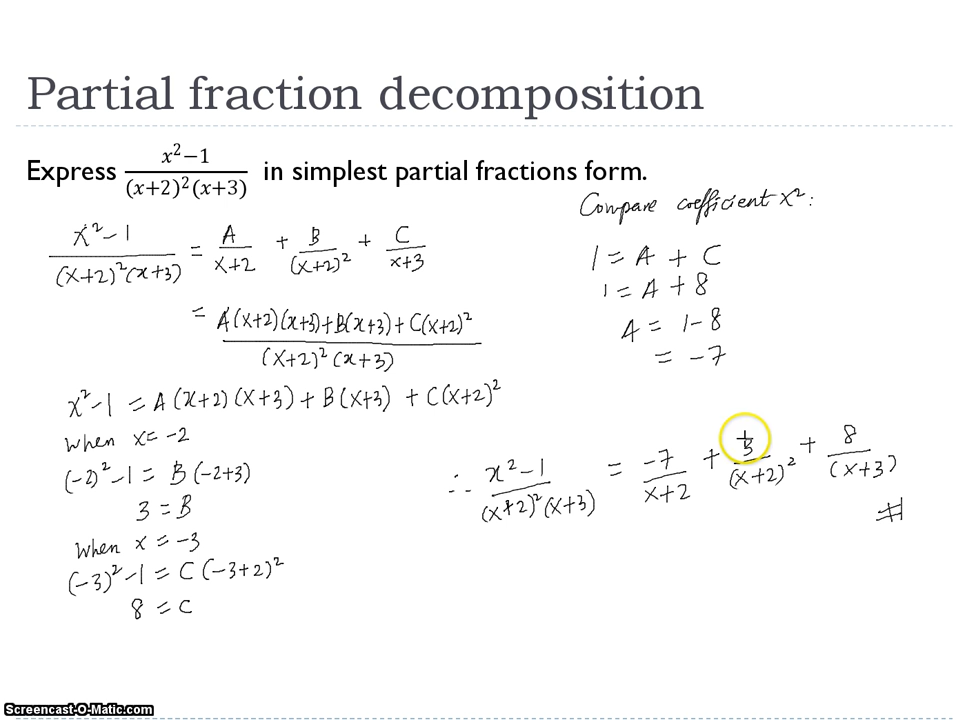 Partial fraction decomposition
Express (x²−1)/((x+2)²(x+3)) in simplest partial fractions form.
(x²−1)/((x+2)²(x+3)) = A/(x+2) + B/(x+2)² + C/(x+3)
= (A(x+2)(x+3)+B(x+3)+C(x+2)²)/((x+2)²(x+3))
x²−1 = A(x+2)(x+3)+B(x+3)+C(x+2)²
when x=−2
(−2)²−1 = B(−2+3)
3 = B
When x = −3
(−3)²−1 = C(−3+2)²
8 = C
Compare coefficient x²:
1 = A + C
1 = A + 8
A = 1−8
= −7
∴ (x²−1)/((x+2)²(x+3)) = −7/(x+2) + 3/(x+2)² + 8/(x+3)
#
Screencast-O-Matic.com